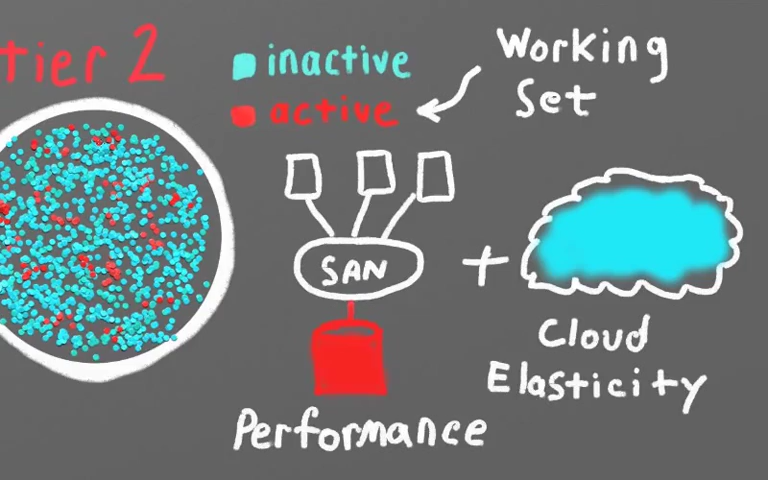 tier 2
inactive
active
Working
Set
SAN
+
Cloud
Elasticity
Performance